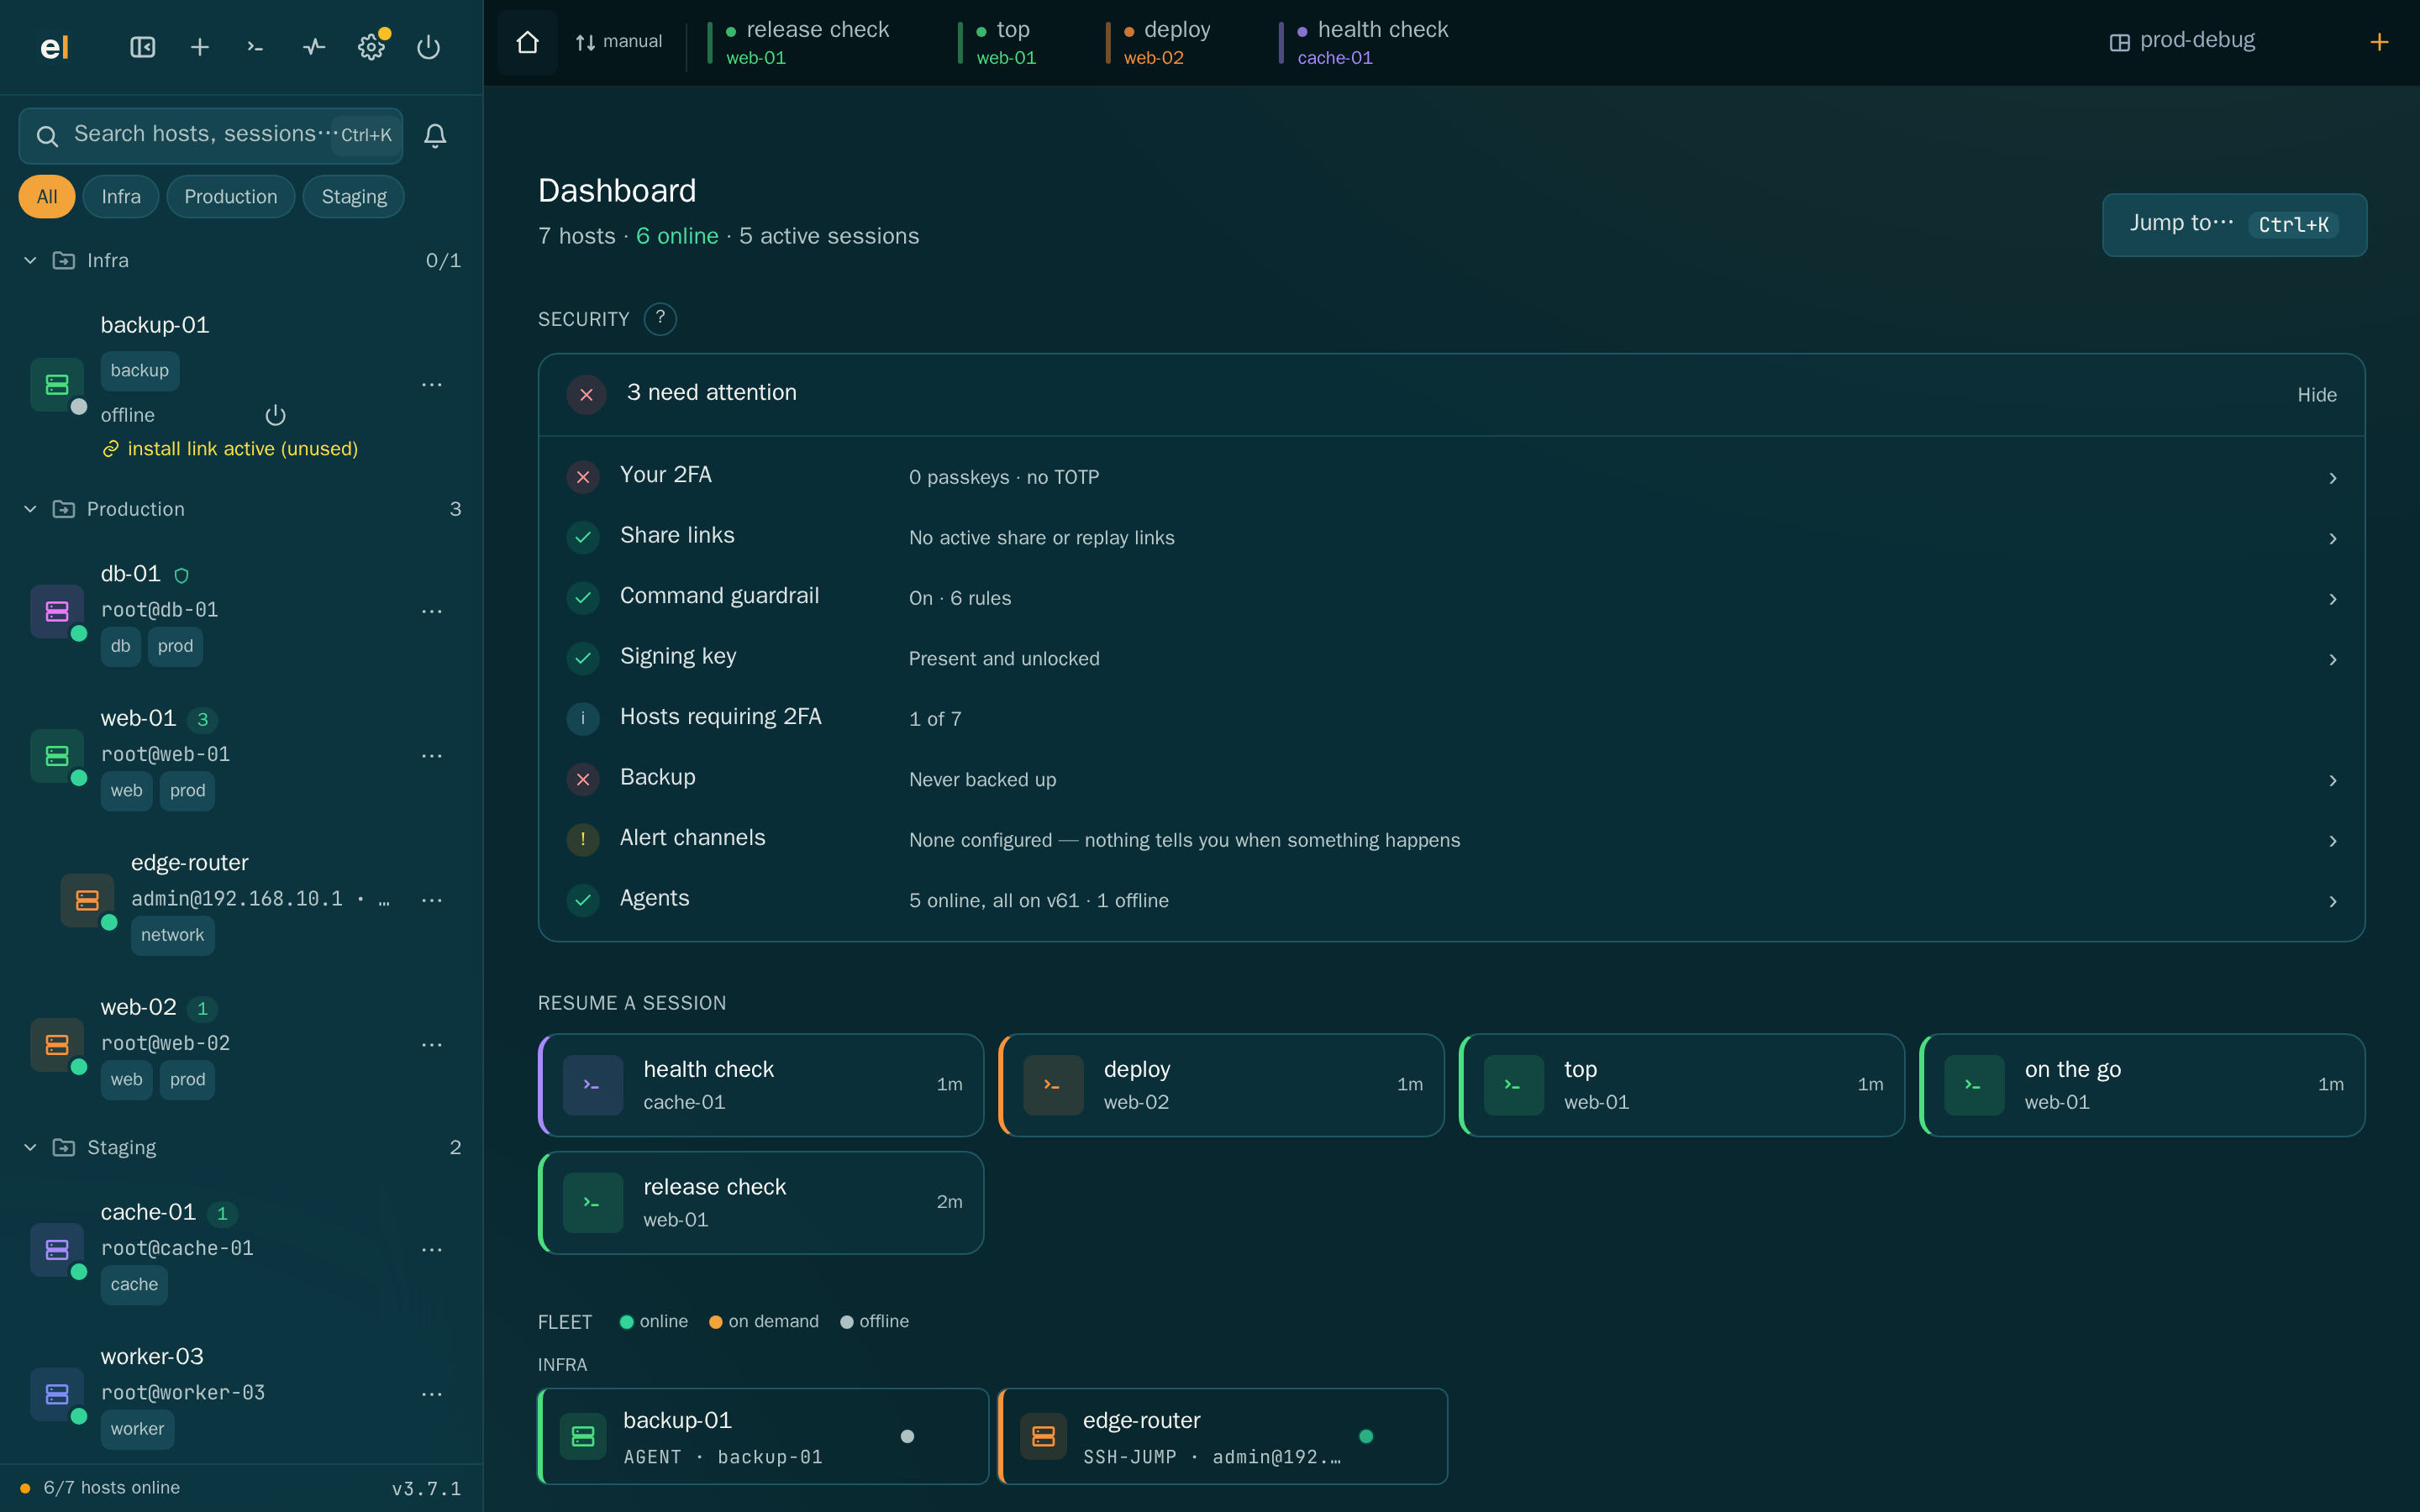 el
Search hosts, sessions⋯ Ctrl+K
All Infra Production Staging
Infra 0/1
backup-01
backup
offline
install link active (unused)
Production 3
db-01
root@db-01
db prod
web-01 3
root@web-01
web prod
edge-router
admin@192.168.10.1 • …
network
web-02 1
root@web-02
web prod
Staging 2
cache-01 1
root@cache-01
cache
worker-03
root@worker-03
worker
6/7 hosts online v3.7.1
manual
release check
web-01
top
web-01
deploy
web-02
health check
cache-01
prod-debug
Dashboard
7 hosts · 6 online · 5 active sessions
Jump to⋯ Ctrl+K
SECURITY ?
3 need attention Hide
Your 2FA 0 passkeys · no TOTP
Share links No active share or replay links
Command guardrail On · 6 rules
Signing key Present and unlocked
i Hosts requiring 2FA 1 of 7
Backup Never backed up
! Alert channels None configured — nothing tells you when something happens
Agents 5 online, all on v61 · 1 offline
RESUME A SESSION
health check 1m
cache-01
deploy 1m
web-02
top 1m
web-01
on the go 1m
web-01
release check 2m
web-01
FLEET online on demand offline
INFRA
backup-01
AGENT · backup-01
edge-router
SSH-JUMP · admin@192.…